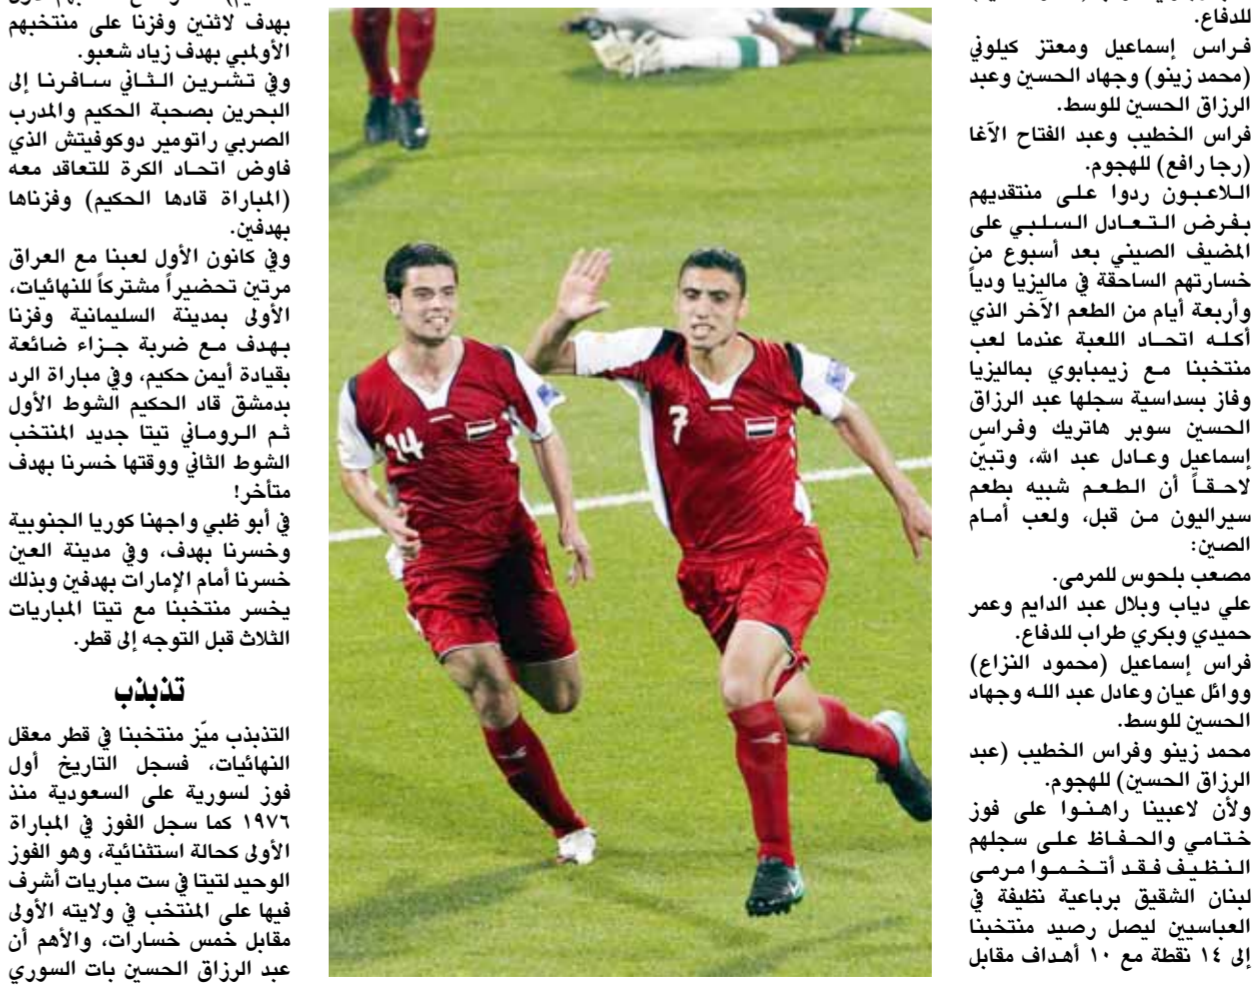 للدفاع.
فراس إسماعيل ومعتز كيلوني
(محمد زينو) وجهاد الحسين وعبد
الرزاق الحسين للوسط.
فراس الخطيب وعبد الفتاح الآغا
(رجا رافع) للهجوم.
اللاعبون ردوا على منتقديهم
بفرض التعادل السلبي على
المضيف الصيني بعد أسبوع من
خسارتهم الساحقة في ماليزيا ودياً
وأربعة أيام من الطعم الآخر الذي
أكله اتحاد اللعبة عندما لعب
منتخبنا مع زيمبابوي بماليزيا
وفاز بسداسية سجلها عبد الرزاق
الحسين سوبر هاتريك وفراس
إسماعيل وعادل عبد الله، وتبيّن
لاحقاً أن الطعم شبيه بطعم
سيراليون من قبل، ولعب أمام
الصين:
مصعب بلحوس للمرمى.
علي دياب وبلال عبد الدايم وعمر
حميدي وبكري طراب للدفاع.
فراس إسماعيل (محمود النزاع)
ووائل عيان وعادل عبد الله وجهاد
الحسين للوسط.
محمد زينو وفراس الخطيب (عبد
الرزاق الحسين) للهجوم.
ولأن لاعبينا راهنوا على فوز
ختامي والحفاظ على سجلهم
النظيف فقد أتخموا مرمى
لبنان الشقيق برباعية نظيفة في
العباسيين ليصل رصيد منتخبنا
إلى ١٤ نقطة مع ١٠ أهداف مقابل
14
7
بهدف لاثنين وفزنا على منتخبهم
الأولمبي بهدف زياد شعبو.
وفي تشرين الثاني سافرنا إلى
البحرين بصحبة الحكيم والمدرب
الصربي راتومير دوكوفيتش الذي
فاوض اتحاد الكرة للتعاقد معه
(المباراة قادها الحكيم) وفزناها
بهدفين.
وفي كانون الأول لعبنا مع العراق
مرتين تحضيراً مشتركاً للنهائيات،
الأولى بمدينة السليمانية وفزنا
بهدف مع ضربة جزاء ضائعة
بقيادة أيمن حكيم، وفي مباراة الرد
بدمشق قاد الحكيم الشوط الأول
ثم الروماني تيتا جديد المنتخب
الشوط الثاني ووقتها خسرنا بهدف
متأخر!
في أبو ظبي واجهنا كوريا الجنوبية
وخسرنا بهدف، وفي مدينة العين
خسرنا أمام الإمارات بهدفين وبذلك
يخسر منتخبنا مع تيتا المباريات
الثلاث قبل التوجه إلى قطر.
تذبذب
التذبذب ميّز منتخبنا في قطر معقل
النهائيات، فسجل التاريخ أول
فوز لسورية على السعودية منذ
١٩٧٦ كما سجل الفوز في المباراة
الأولى كحالة استثنائية، وهو الفوز
الوحيد لتيتا في ست مباريات أشرف
فيها على المنتخب في ولايته الأولى
مقابل خمس خسارات، والأهم أن
عبد الرزاق الحسين بات السوري